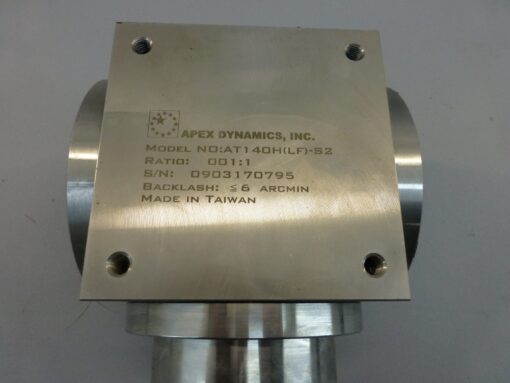 APEX DYNAMICS, INC.
MODEL NO:AT140H(LF)-S2
RATIO: 001:1
S/N: 0903170795
BACKLASH: ≤6 ARCMIN
MADE IN TAIWAN